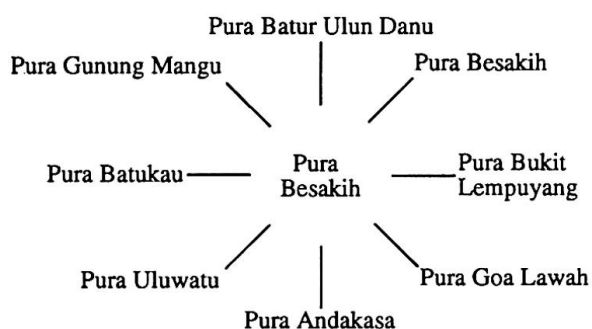 Pura Batur Ulun Danu
Pura Gunung Mangu
Pura Besakih
Pura Batukau
Pura
Besakih
Pura Bukit
Lempuyang
Pura Uluwatu
Pura Goa Lawah
Pura Andakasa